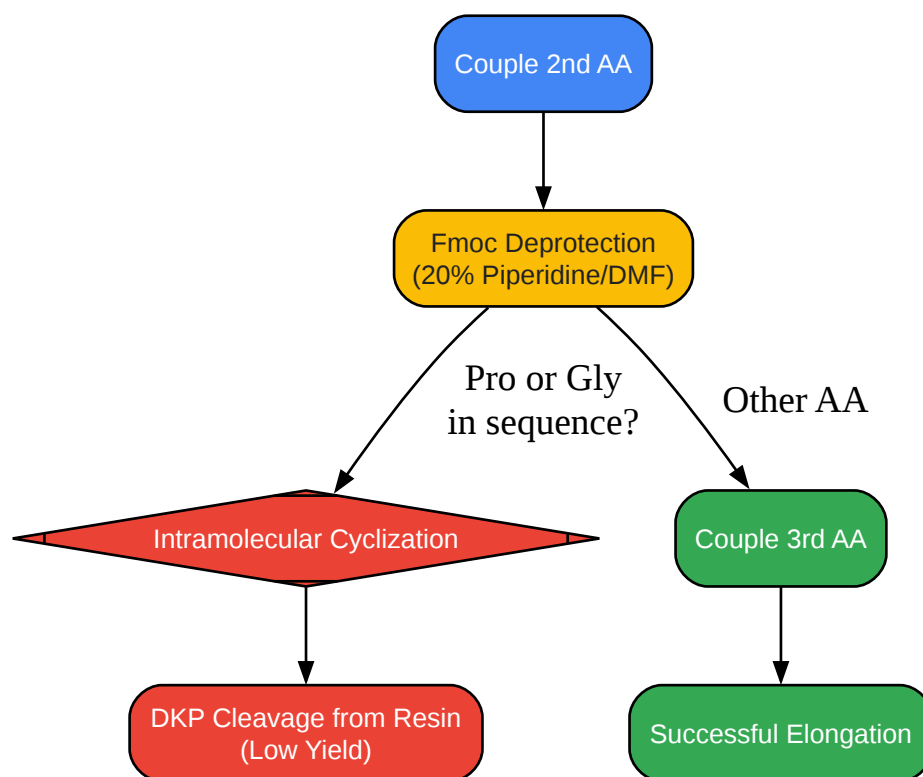 Couple 2nd AA
Fmoc Deprotection
(20% Piperidine/DMF)
Pro or Gly
in sequence?
Other AA
Intramolecular Cyclization
Couple 3rd AA
DKP Cleavage from Resin
(Low Yield)
Successful Elongation